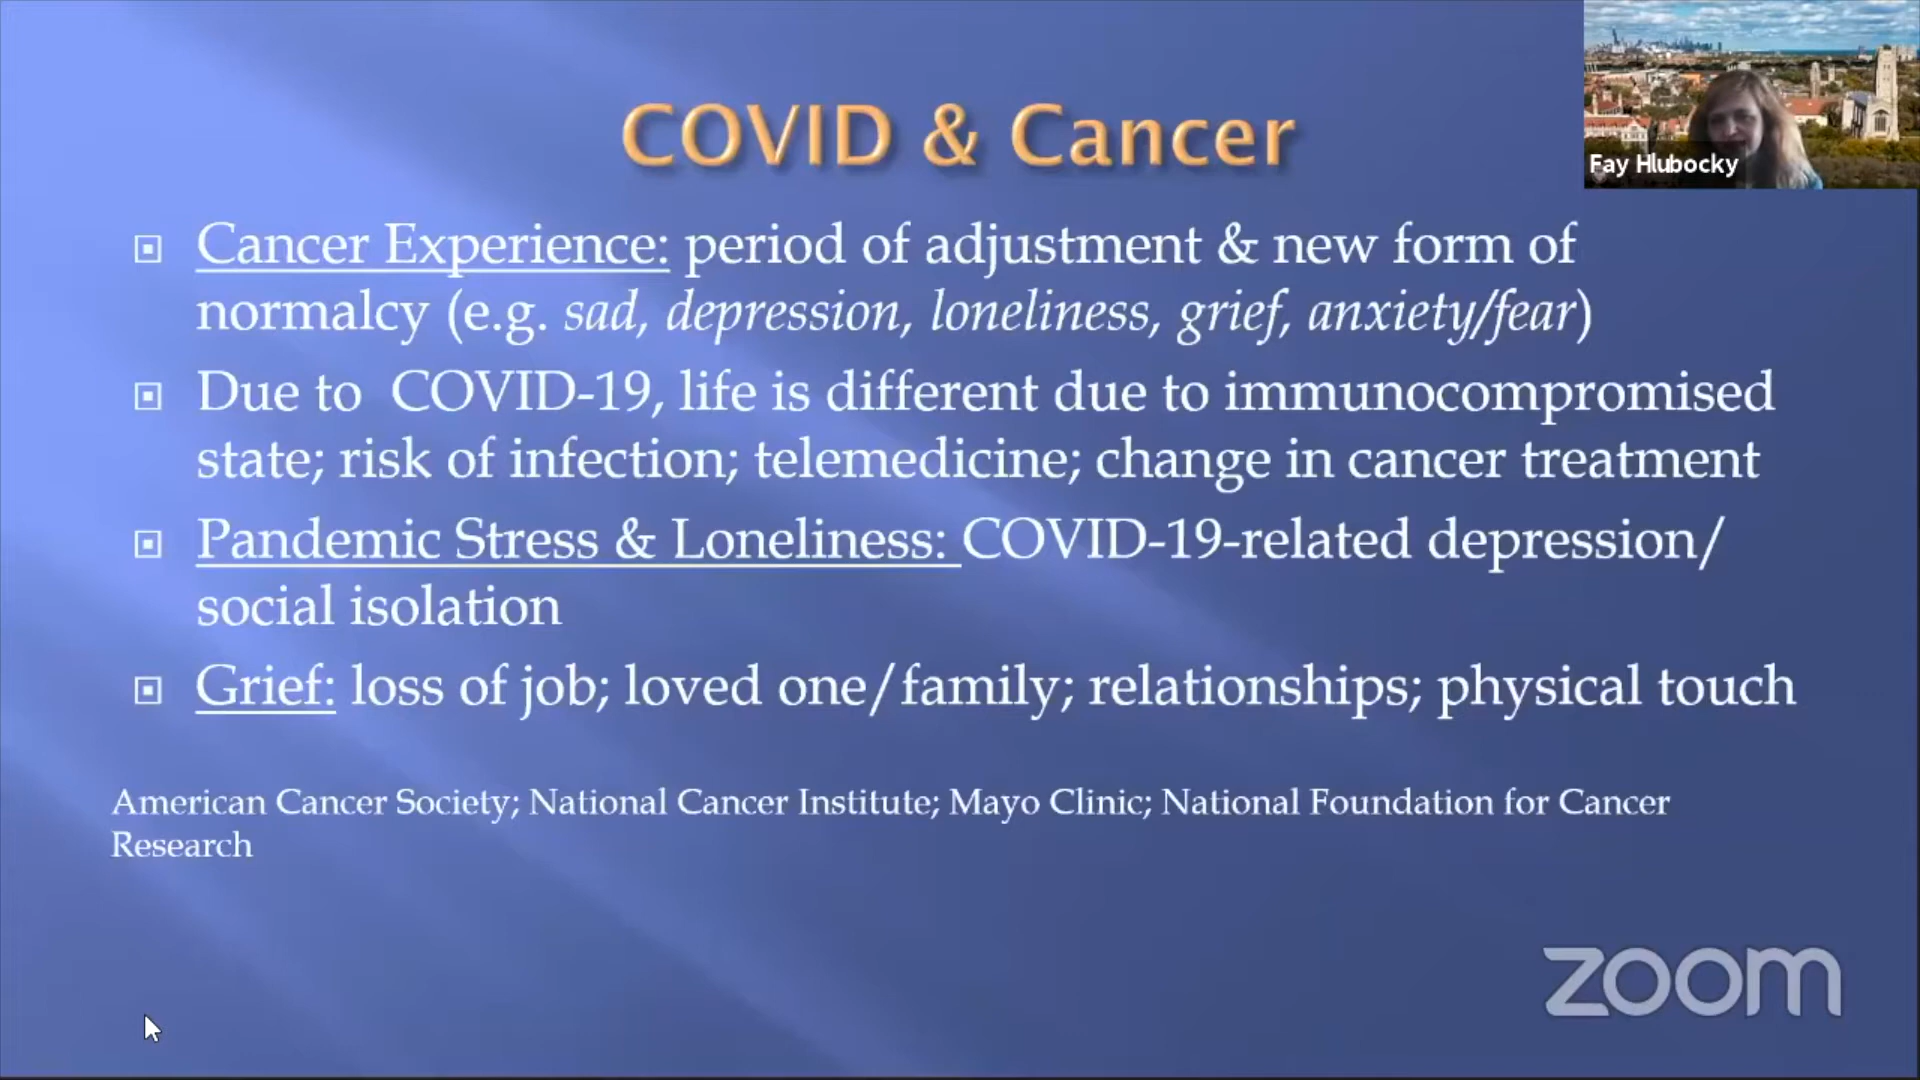 COVID & Cancer
Fay Hlubocky
Cancer Experience: period of adjustment & new form of
normalcy (e.g. sad, depression, loneliness, grief, anxiety/fear)
Due to COVID-19, life is different due to immunocompromised
state; risk of infection; telemedicine; change in cancer treatment
Pandemic Stress & Loneliness: COVID-19-related depression/
social isolation
Grief: loss of job; loved one/family; relationships; physical touch
American Cancer Society; National Cancer Institute; Mayo Clinic; National Foundation for Cancer
Research
zoom